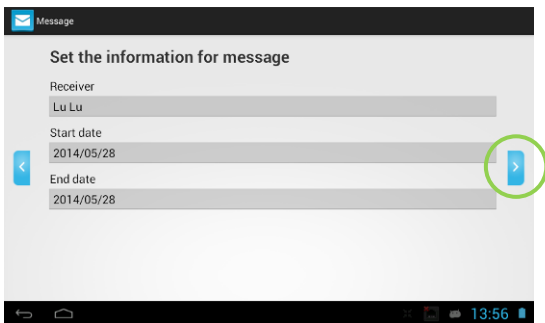 Message
Set the information for message
Receiver
Lu Lu
Start date
2014/05/28
End date
2014/05/28
13:56